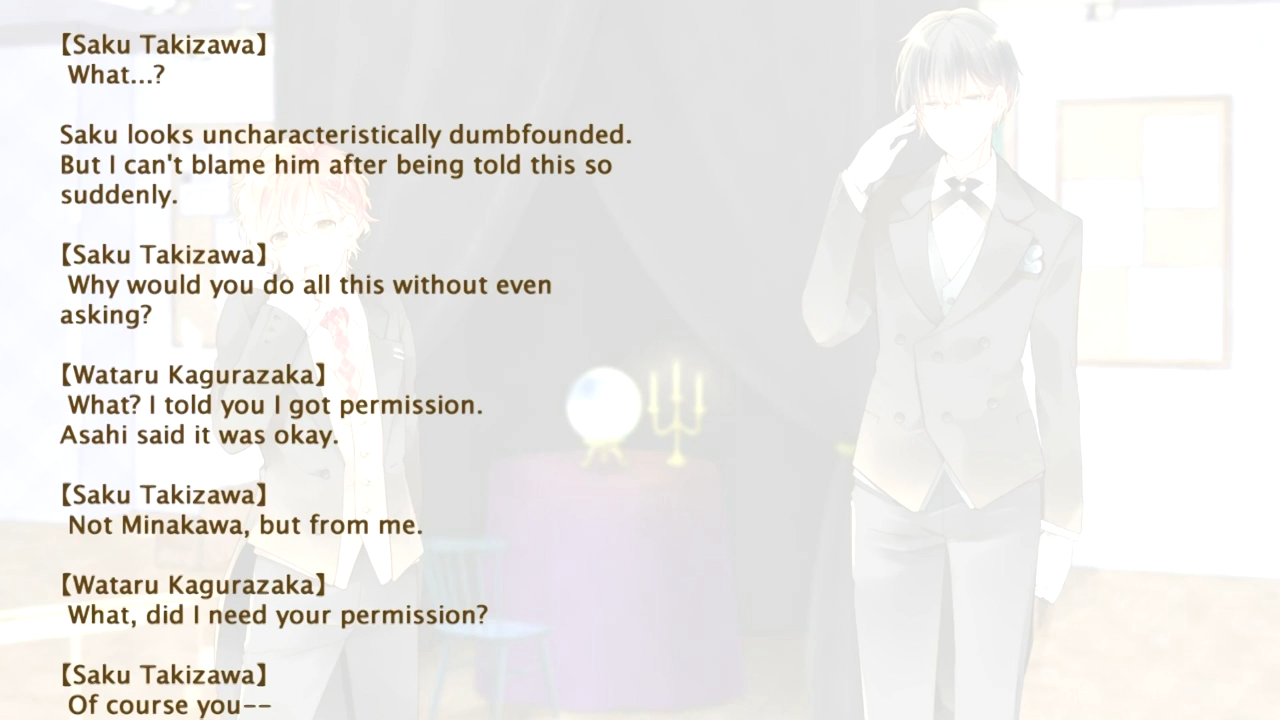 【Saku Takizawa】
What...?
Saku looks uncharacteristically dumbfounded.
But I can't blame him after being told this so
suddenly.
【Saku Takizawa】
Why would you do all this without even
asking?
【Wataru Kagurazaka】
What? I told you I got permission.
Asahi said it was okay.
【Saku Takizawa】
Not Minakawa, but from me.
【Wataru Kagurazaka】
What, did I need your permission?
【Saku Takizawa】
Of course you--